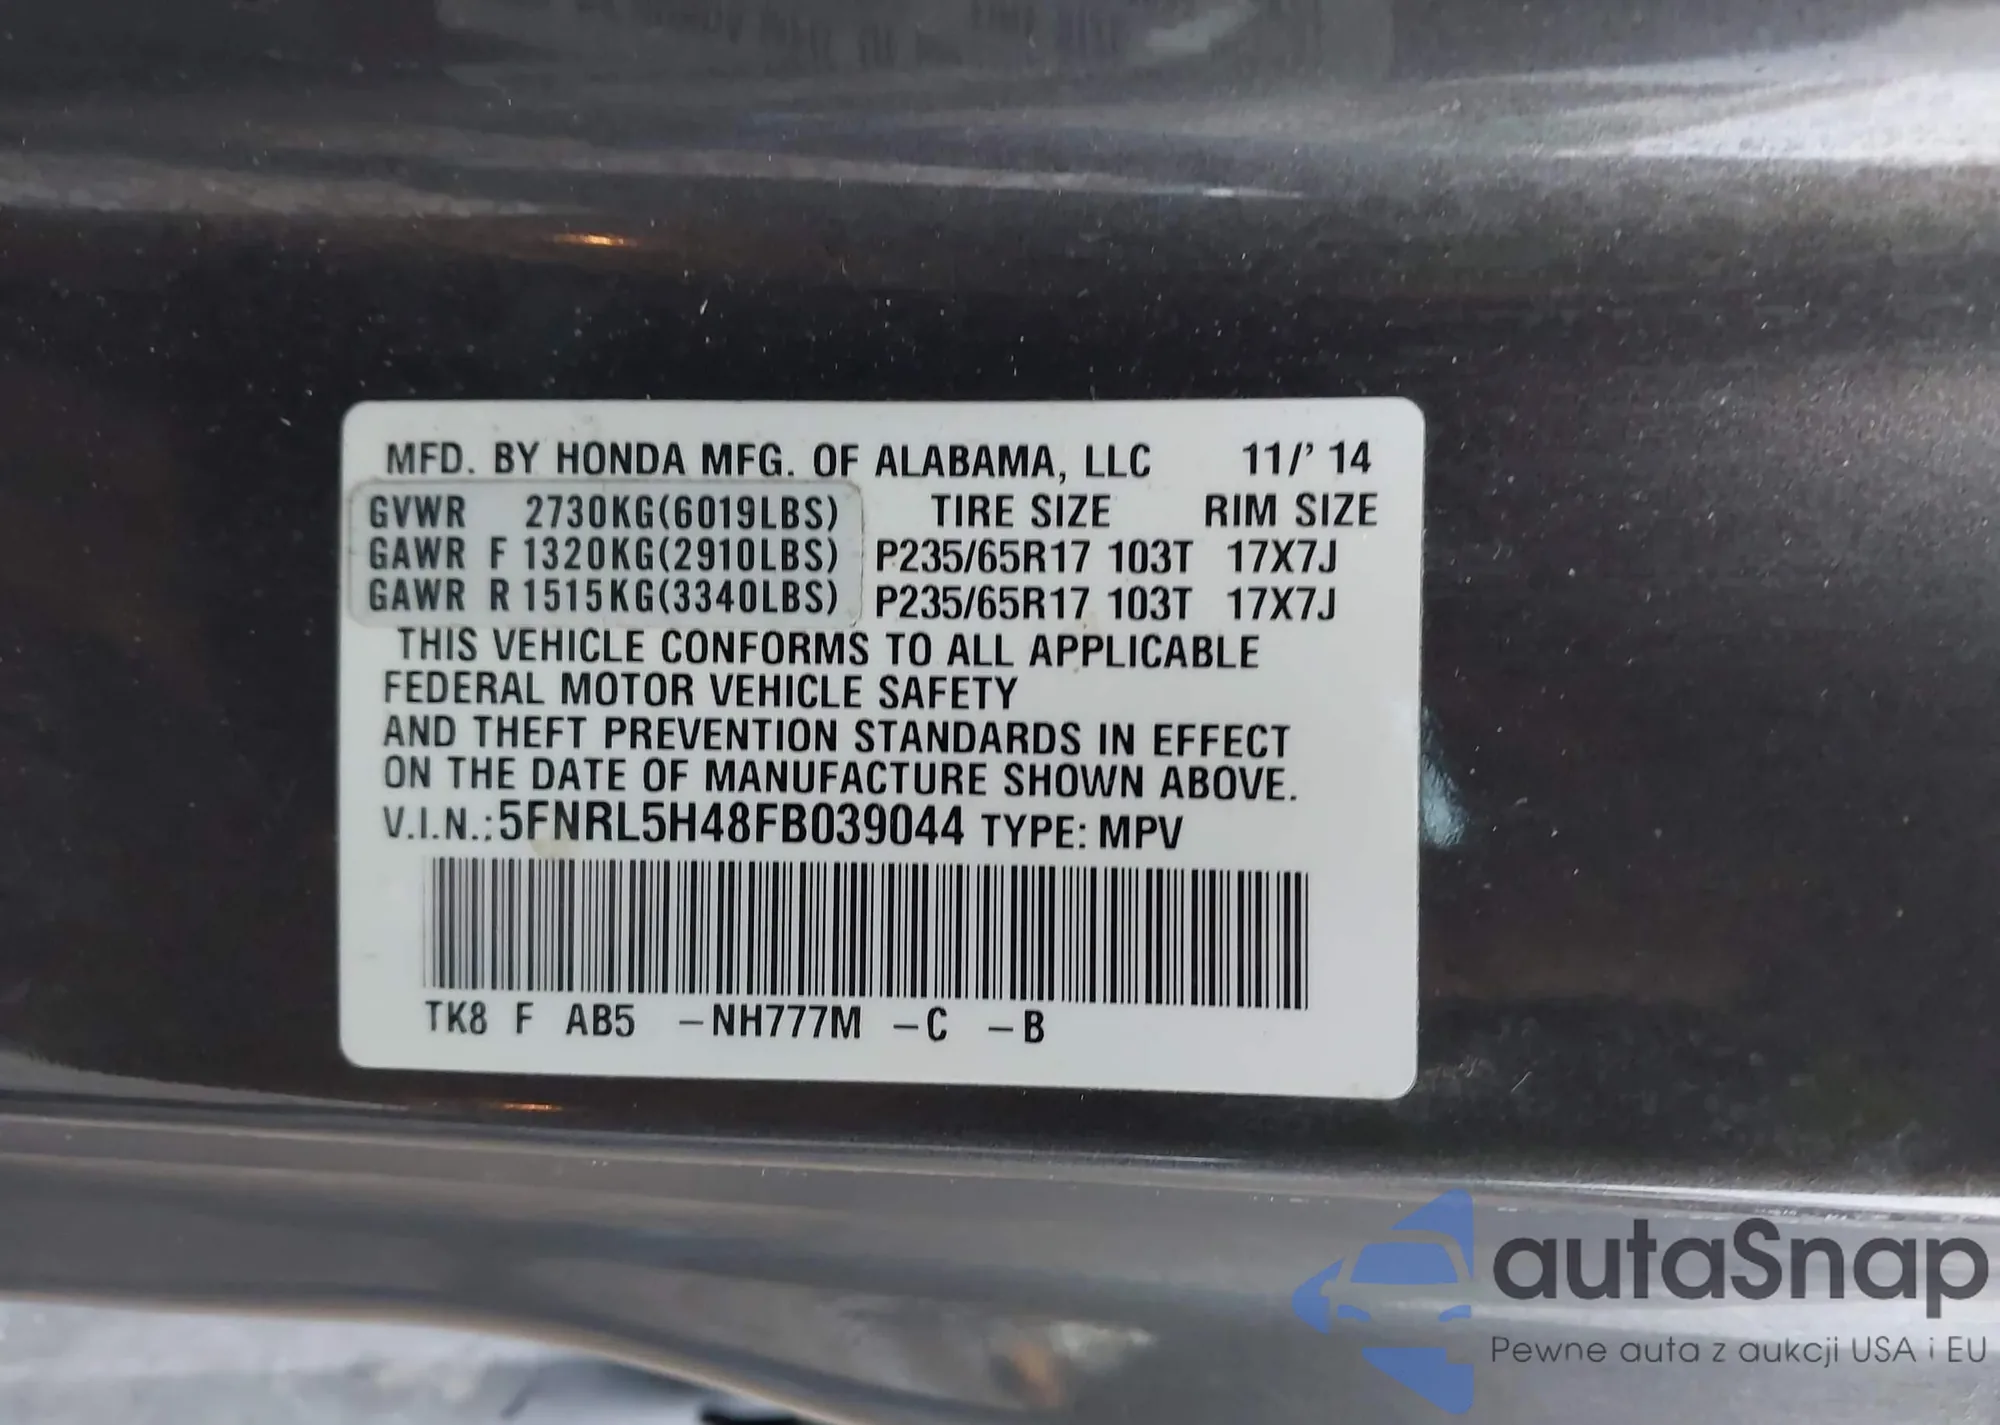 MFD. BY HONDA MFG. OF ALABAMA, LLC 11/' 14
GVWR 2730KG(6019LBS) TIRE SIZE RIM SIZE
GAWR F 1320KG(2910LBS) P235/65R17 103T 17X7J
GAWR R 1515KG(3340LBS) P235/65R17 103T 17X7J
THIS VEHICLE CONFORMS TO ALL APPLICABLE
FEDERAL MOTOR VEHICLE SAFETY
AND THEFT PREVENTION STANDARDS IN EFFECT
ON THE DATE OF MANUFACTURE SHOWN ABOVE.
V.I.N.:5FNRL5H48FB039044 TYPE: MPV
TK8 F AB5 –NH777M –C –B
autaSnap
Pewne auta z aukcji USA i EU